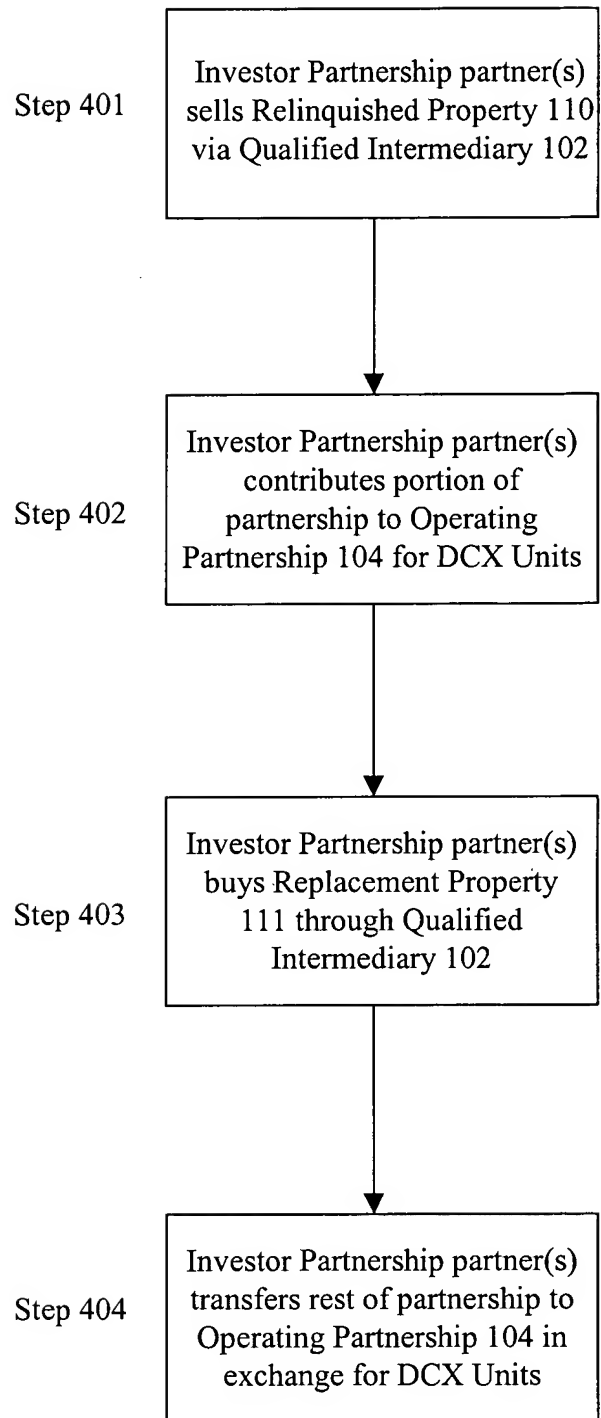 Step 401
Investor Partnership partner(s)
sells Relinquished Property 110
via Qualified Intermediary 102
Step 402
Investor Partnership partner(s)
contributes portion of
partnership to Operating
Partnership 104 for DCX Units
Step 403
Investor Partnership partner(s)
buys Replacement Property
111 through Qualified
Intermediary 102
Step 404
Investor Partnership partner(s)
transfers rest of partnership to
Operating Partnership 104 in
exchange for DCX Units